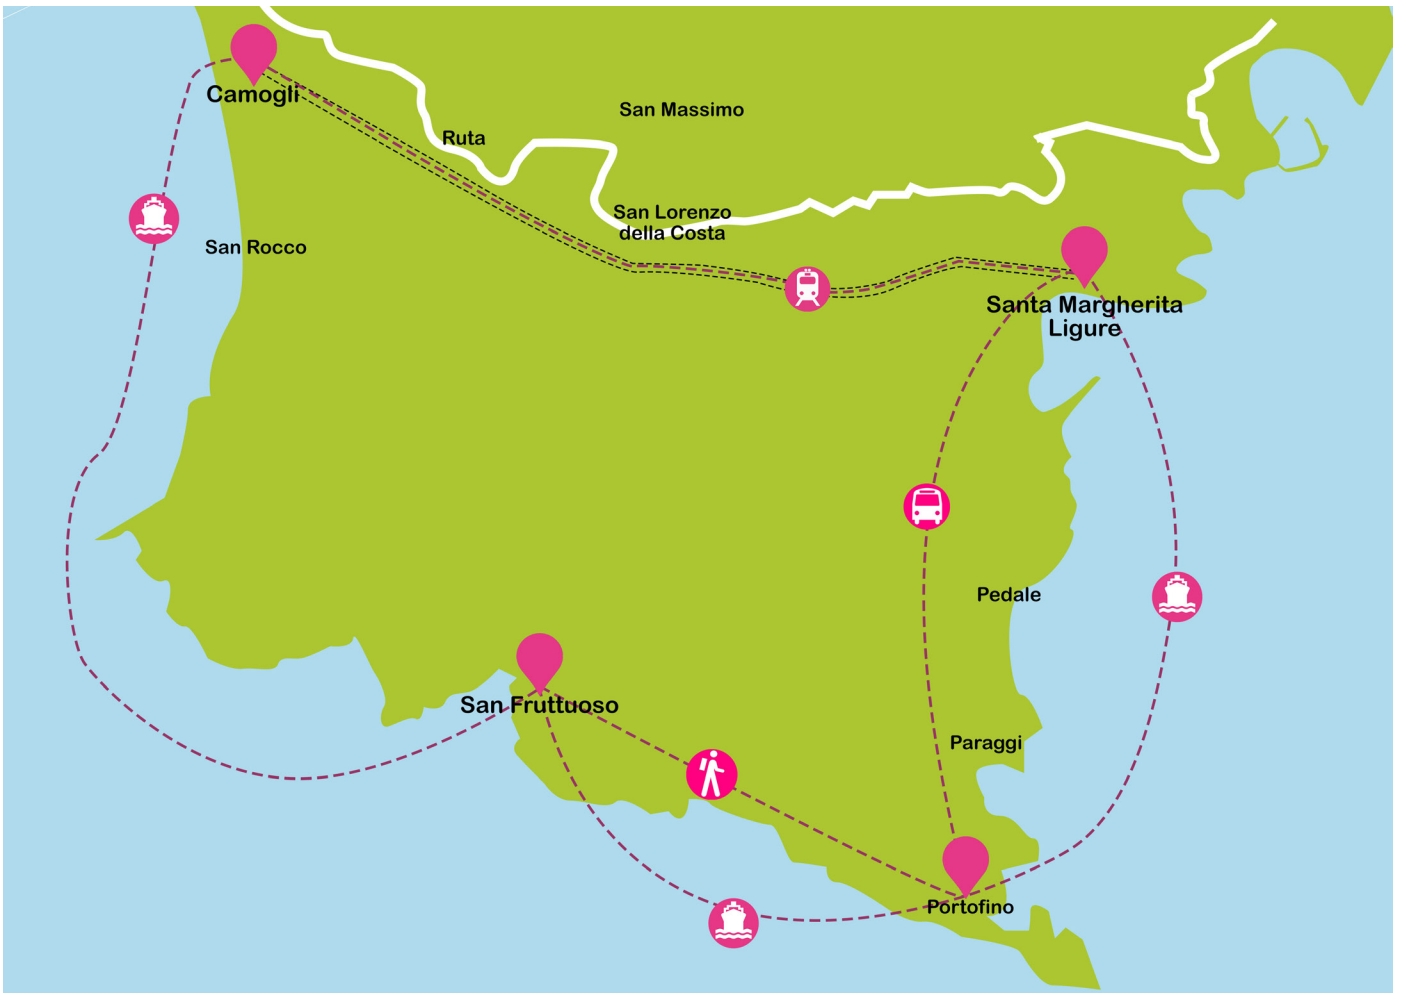 Camogli
San Massimo
Ruta
San Lorenzo
della Costa
San Rocco
Santa Margherita
Ligure
Pedale
San Fruttuoso
Paraggi
Portofino